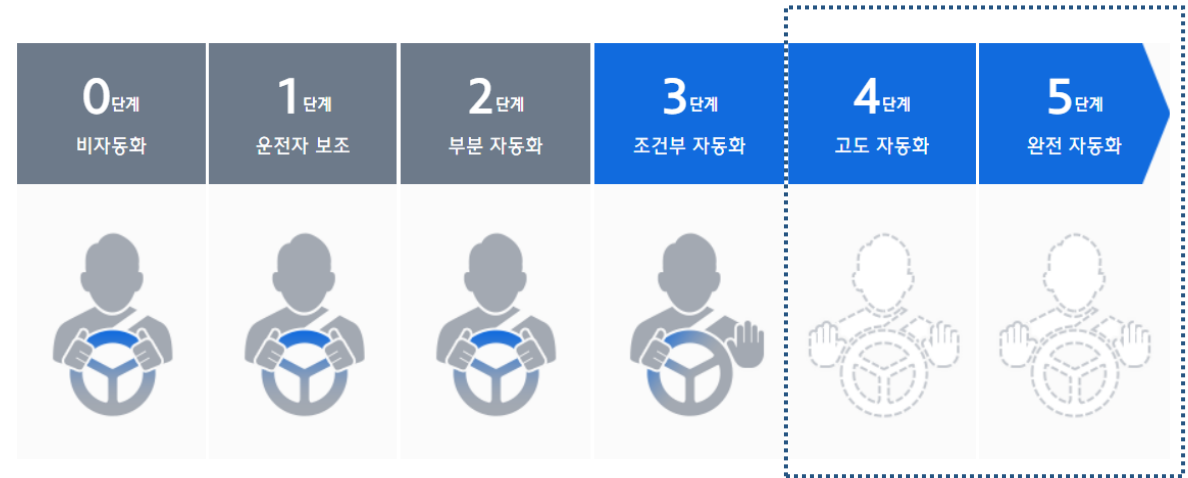 0단계
비자동화
1단계
운전자 보조
2단계
부분 자동화
3단계
조건부 자동화
4단계
고도 자동화
5단계
완전 자동화